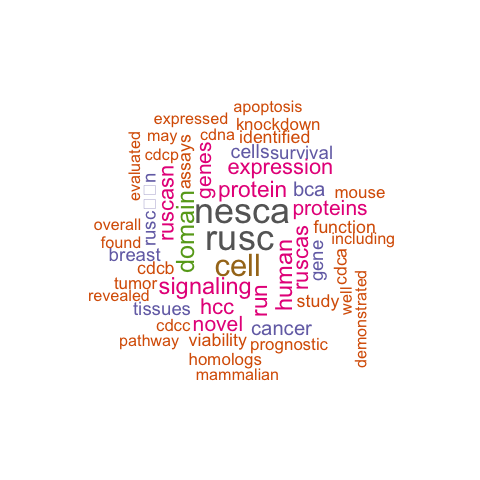 apoptosis
expressed
knockdown
may
cdna
identified
evaluated
cdcp
assays
genes
cells
survival
expression
rusc
n
ruscasn
domain
protein
bca
mouse
nesca
proteins
overall
rusc
function
found
including
breast
cell
human
ruscas
gene
cdca
cdcb
tumor
signaling
run
study
well
demonstrated
revealed
tissues
hcc
cdcc
novel
cancer
pathway
viability
prognostic
homologs
mammalian